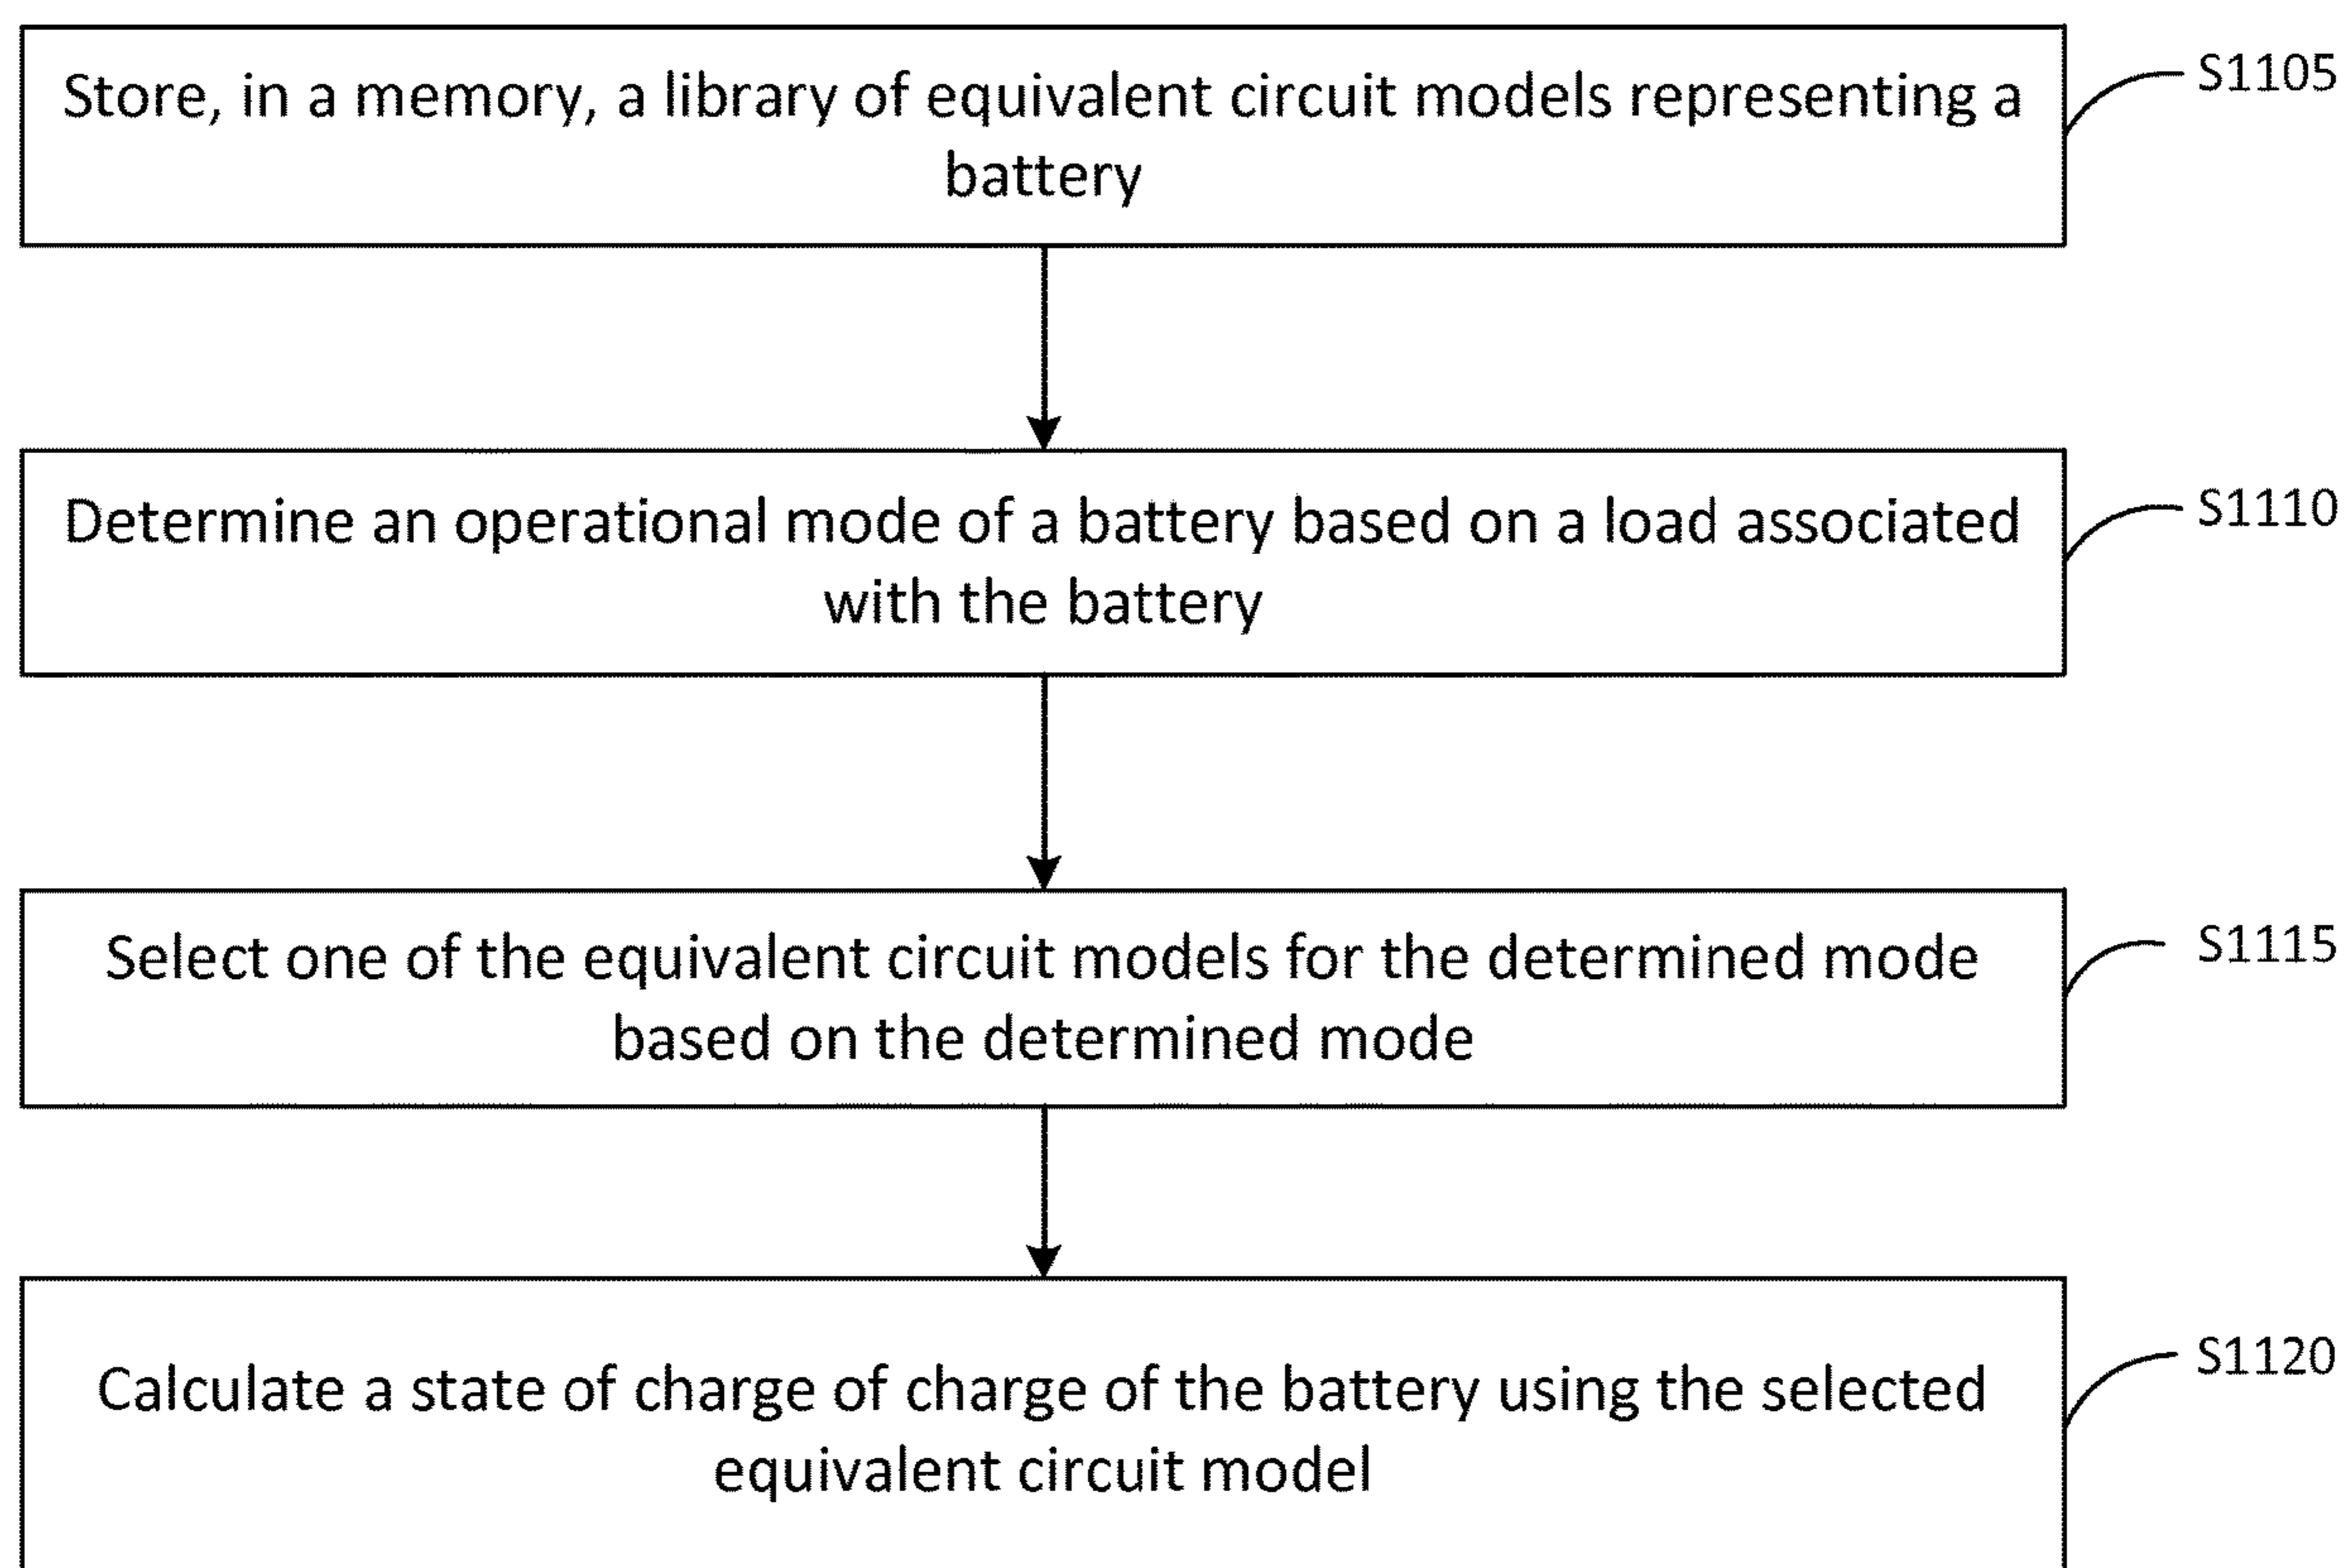 Store, in a memory, a library of equivalent circuit models representing a
battery
S1105
Determine an operational mode of a battery based on a load associated
with the battery
S1110
Select one of the equivalent circuit models for the determined mode
based on the determined mode
S1115
Calculate a state of charge of charge of the battery using the selected
equivalent circuit model
S1120